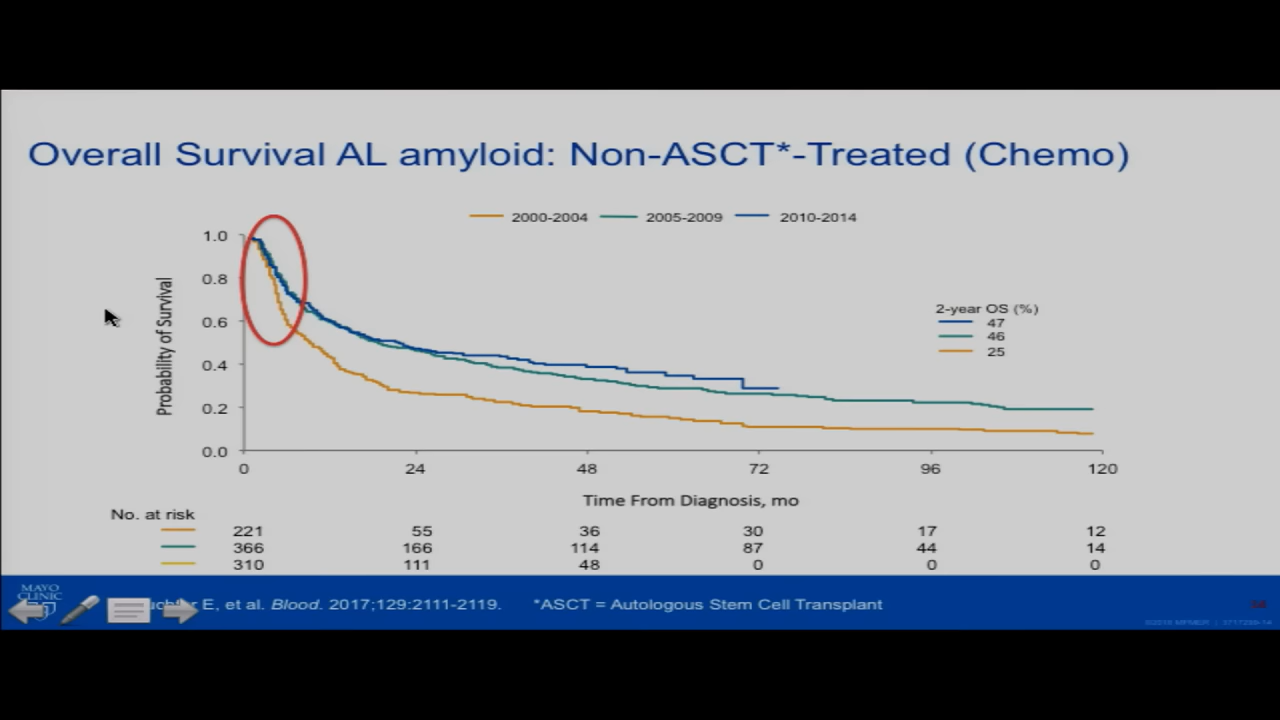 Overall Survival AL amyloid: Non-ASCT*-Treated (Chemo)
2000-2004 2005-2009 2010-2014
Probability of Survival
1.0
0.8
0.6
0.4
0.2
0.0
2-year OS (%)
47
46
25
0 24 48 72 96 120
Time From Diagnosis, mo
No. at risk
221 55 36 30 17 12
366 166 114 87 44 14
310 111 48 0 0 0
MAYO
CLINIC
E, et al. Blood. 2017;129:2111-2119. *ASCT = Autologous Stem Cell Transplant